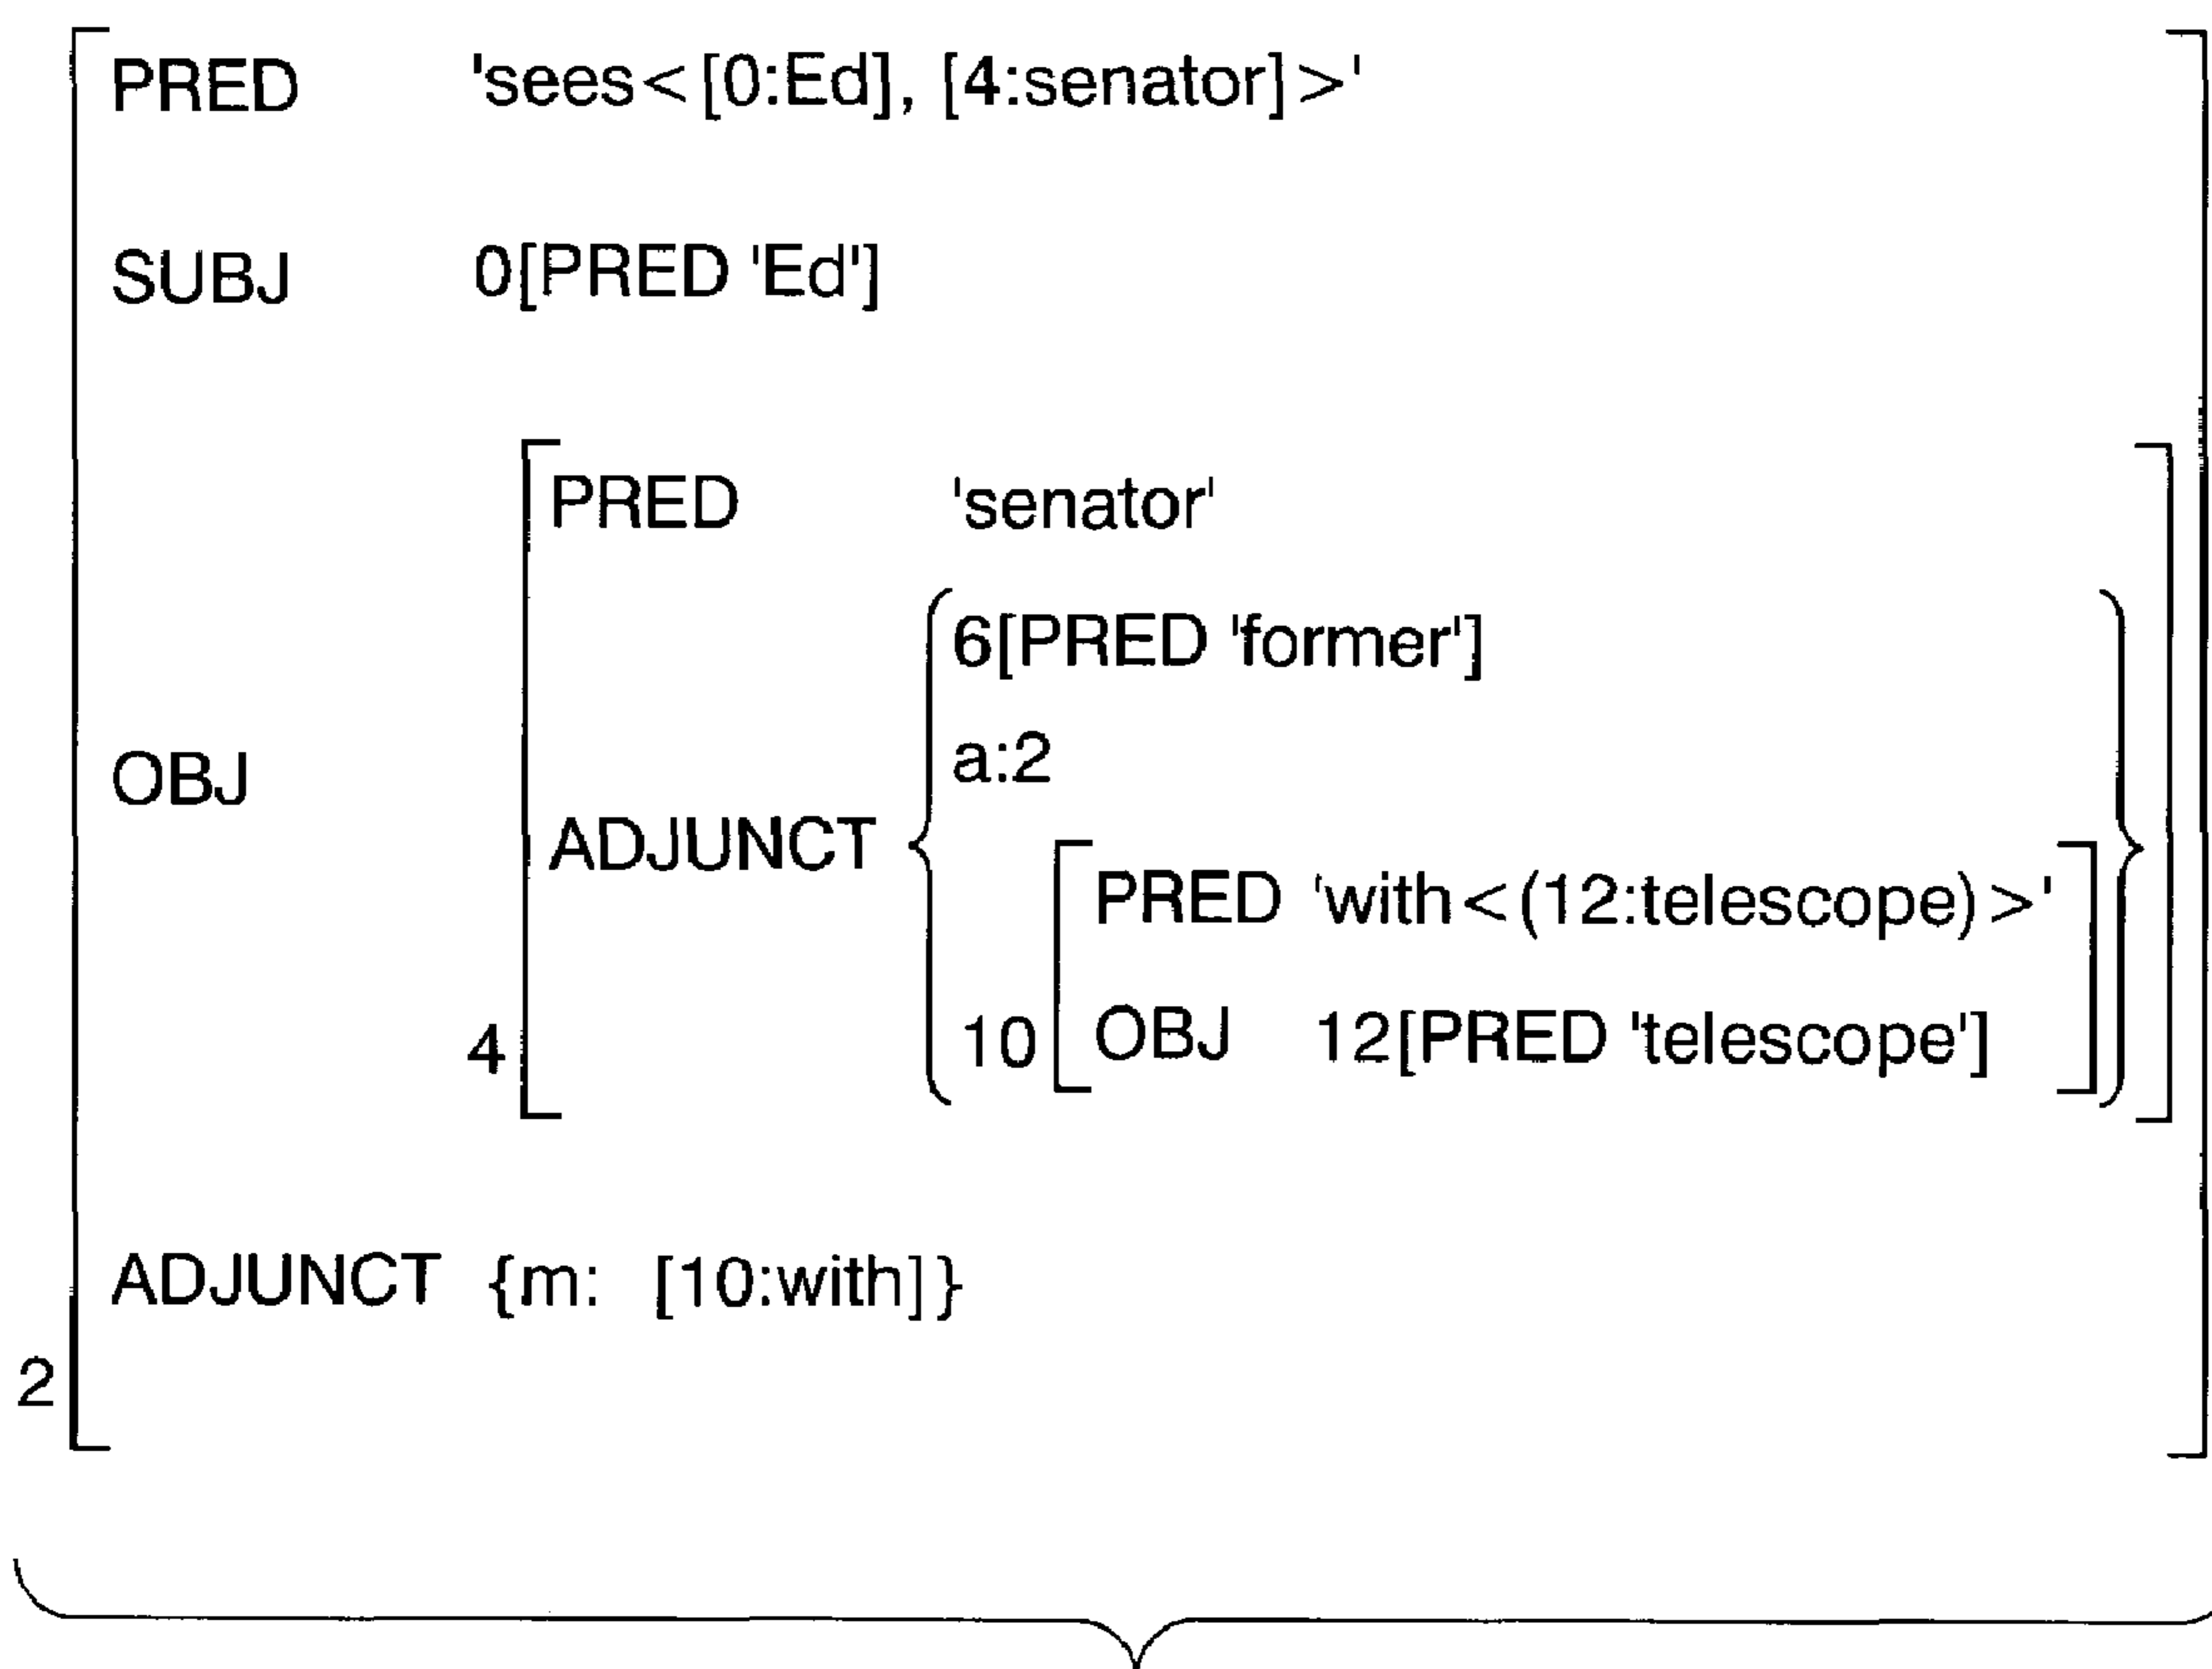 PRED 'sees<[0:Ed], [4:senator]>'
SUBJ 0[PRED 'Ed']
PRED 'senator'
6[PRED 'former']
a:2
OBJ
ADJUNCT
PRED 'with<(12:telescope)>'
4
10
OBJ 12[PRED 'telescope']
ADJUNCT {m: [10:with]}
2